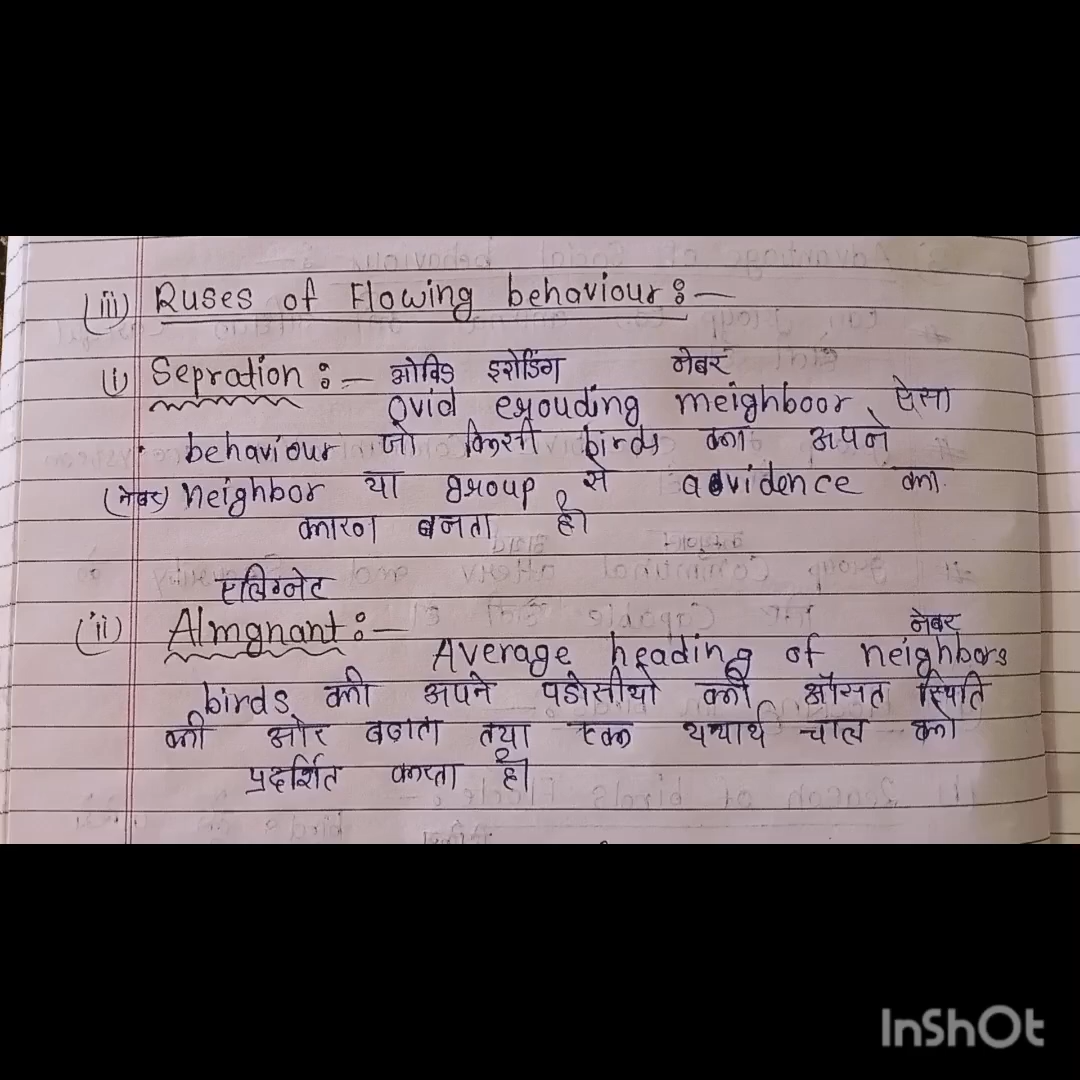 (iii) Ruses of Flowing behaviour :—
(i) Sepration :— ओविड इरोडिंग नेबर
Ovid erouding meighboor, ऐसा
behaviour जो किसी birds का अपने
(नेबर) neighbor या group से aovidence का
कारण बनता है।
एलिग्नेट
(ii) Almgnant :— नेबर
Average heading of neighbors
birds की अपने पडोसीयो की औसत स्थिति
की ओर बढाता तथा एक यथार्थ चाल को
प्रदर्शित करता है।
InShOt